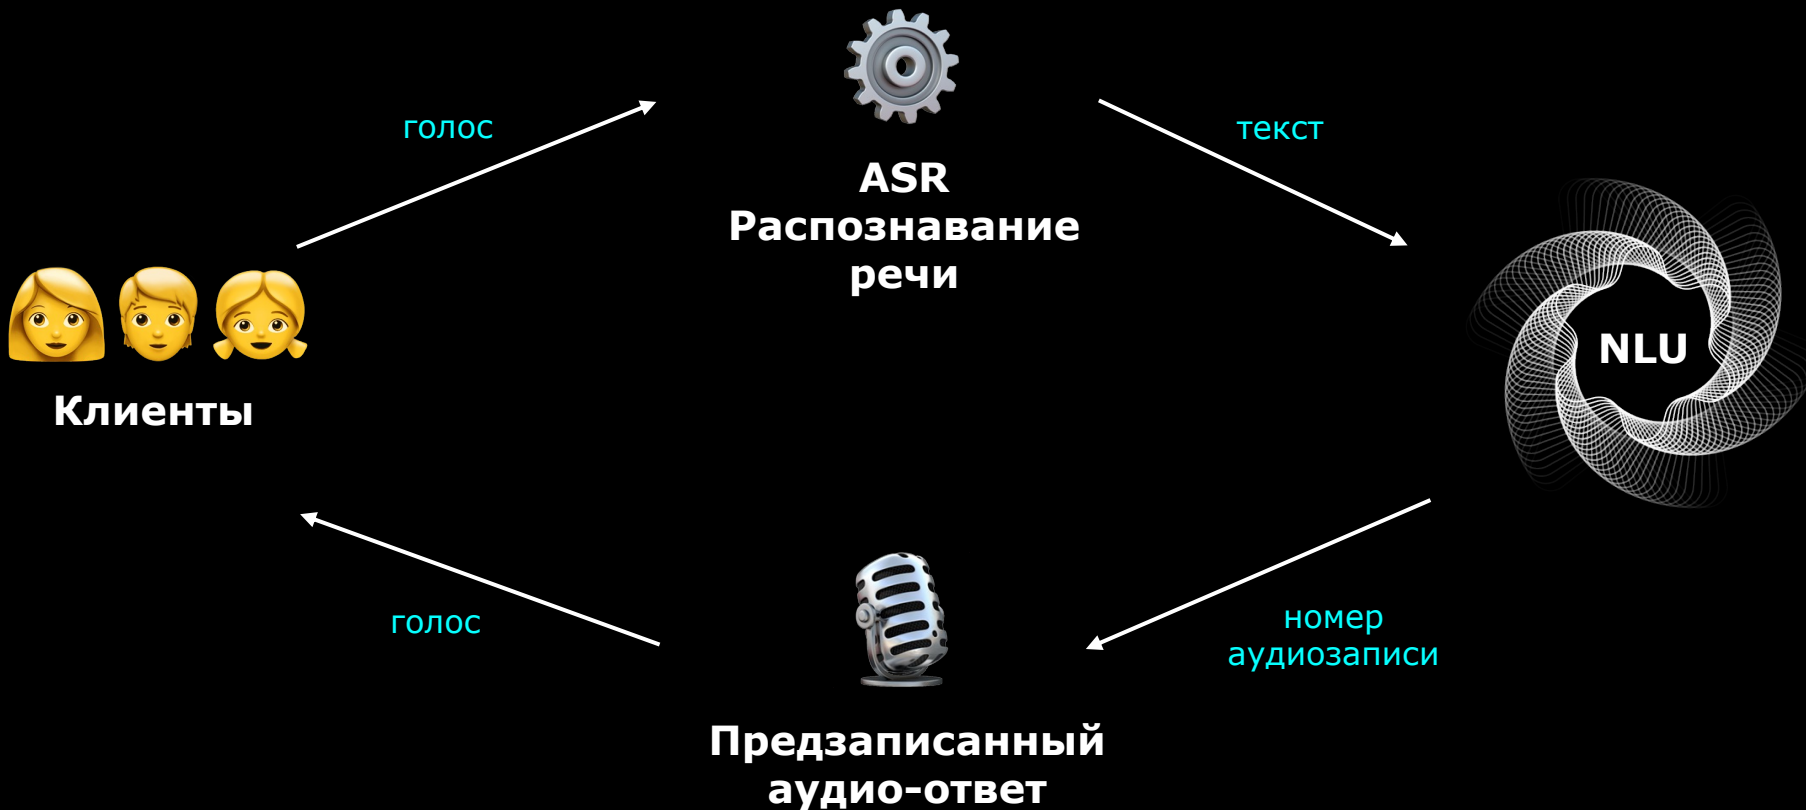 голос
текст
ASR
Распознавание
речи
NLU
Клиенты
голос
номер
аудиозаписи
Предзаписанный
аудио-ответ